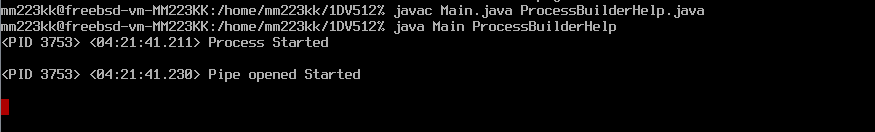 mm223kk@freebsd-vm-MM223KK:/home/mm223kk/1DV512% javac Main.java ProcessBuilderHelp.java
mm223kk@freebsd-vm-MM223KK:/home/mm223kk/1DV512% java Main ProcessBuilderHelp
<PID 3753> <04:21:41.211> Process Started
<PID 3753> <04:21:41.230> Pipe opened Started